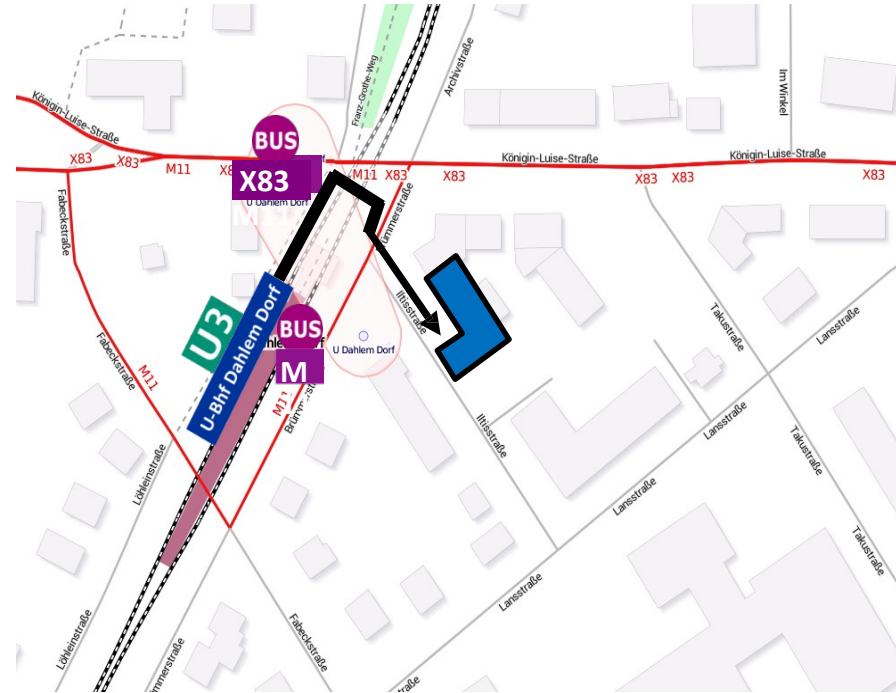 Königin-Luise-Straße
Franz-Grothe-Weg
Archivstraße
Im Winkel
BUS
X83
X83
M11
M11
X83
X83
Königin-Luise-Straße
X83
X83
Königin-Luise-Straße
X83
X83
M11
U Dahlem Dorf
Fabeckstraße
Brümmerstraße
U3
U-Bhf Dahlem Dorf
BUS
M
U Dahlem Dorf
Iltisstraße
Takustraße
Lansstraße
Fabeckstraße
M11
M11
Iltisstraße
Lansstraße
Takustraße
Löhleinstraße
Lansstraße
Takustraße
Lansstraße
Löhleinstraße
Fabeckstraße